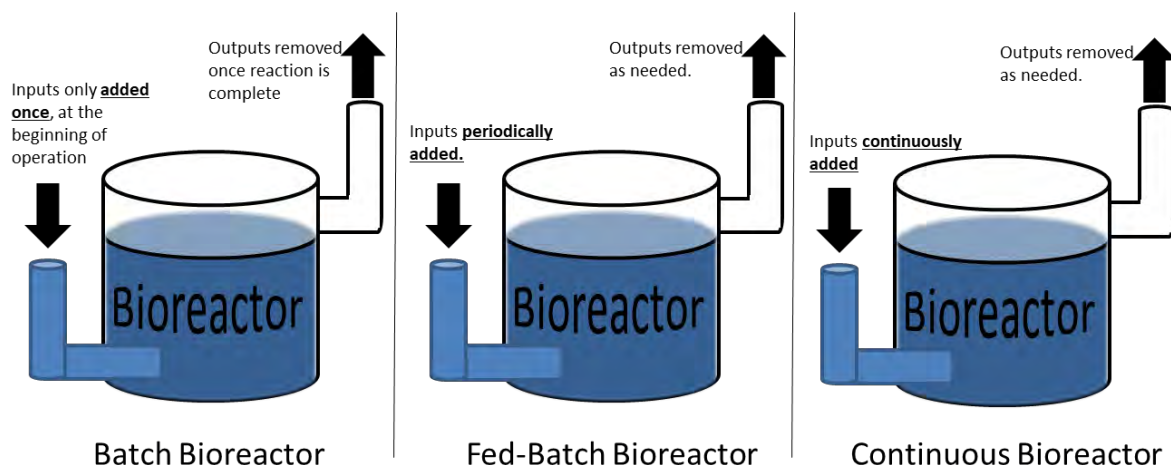 Inputs only added
once, at the
beginning of
operation
Outputs removed
once reaction is
complete
Bioreactor
Batch Bioreactor
Inputs periodically
added.
Outputs removed
as needed.
Bioreactor
Fed-Batch Bioreactor
Inputs continuously
added
Outputs removed
as needed.
Bioreactor
Continuous Bioreactor